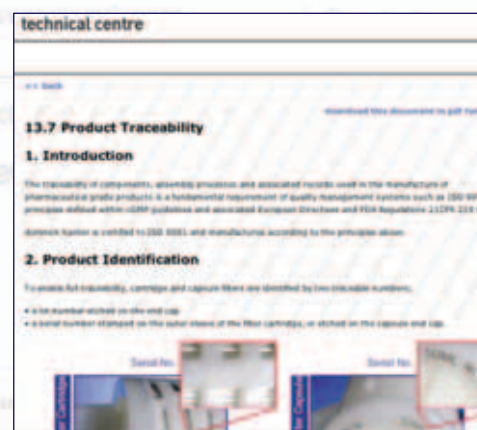 technical centre
<< back
download this document in pdf
13.7 Product Traceability
1. Introduction
The traceability of components, assembly processes and associated records used in the manufacture of
pharmaceutical grade products is a fundamental requirement of quality management systems such as ISO
principles defined within cGMP guidelines and associated European Directives and FDA Regulations 21CFR
domnick hunter is certified to ISO 9001 and manufactures according to the principles above.
2. Product Identification
To enable full traceability, cartridge and capsule filters are identified by two traceable numbers,
• a lot number etched on the end cap
• a serial number stamped on the outer sleeve of the filter cartridge, or etched on the capsule end cap.
Serial No.
Serial No.
Cartridge
Capsule